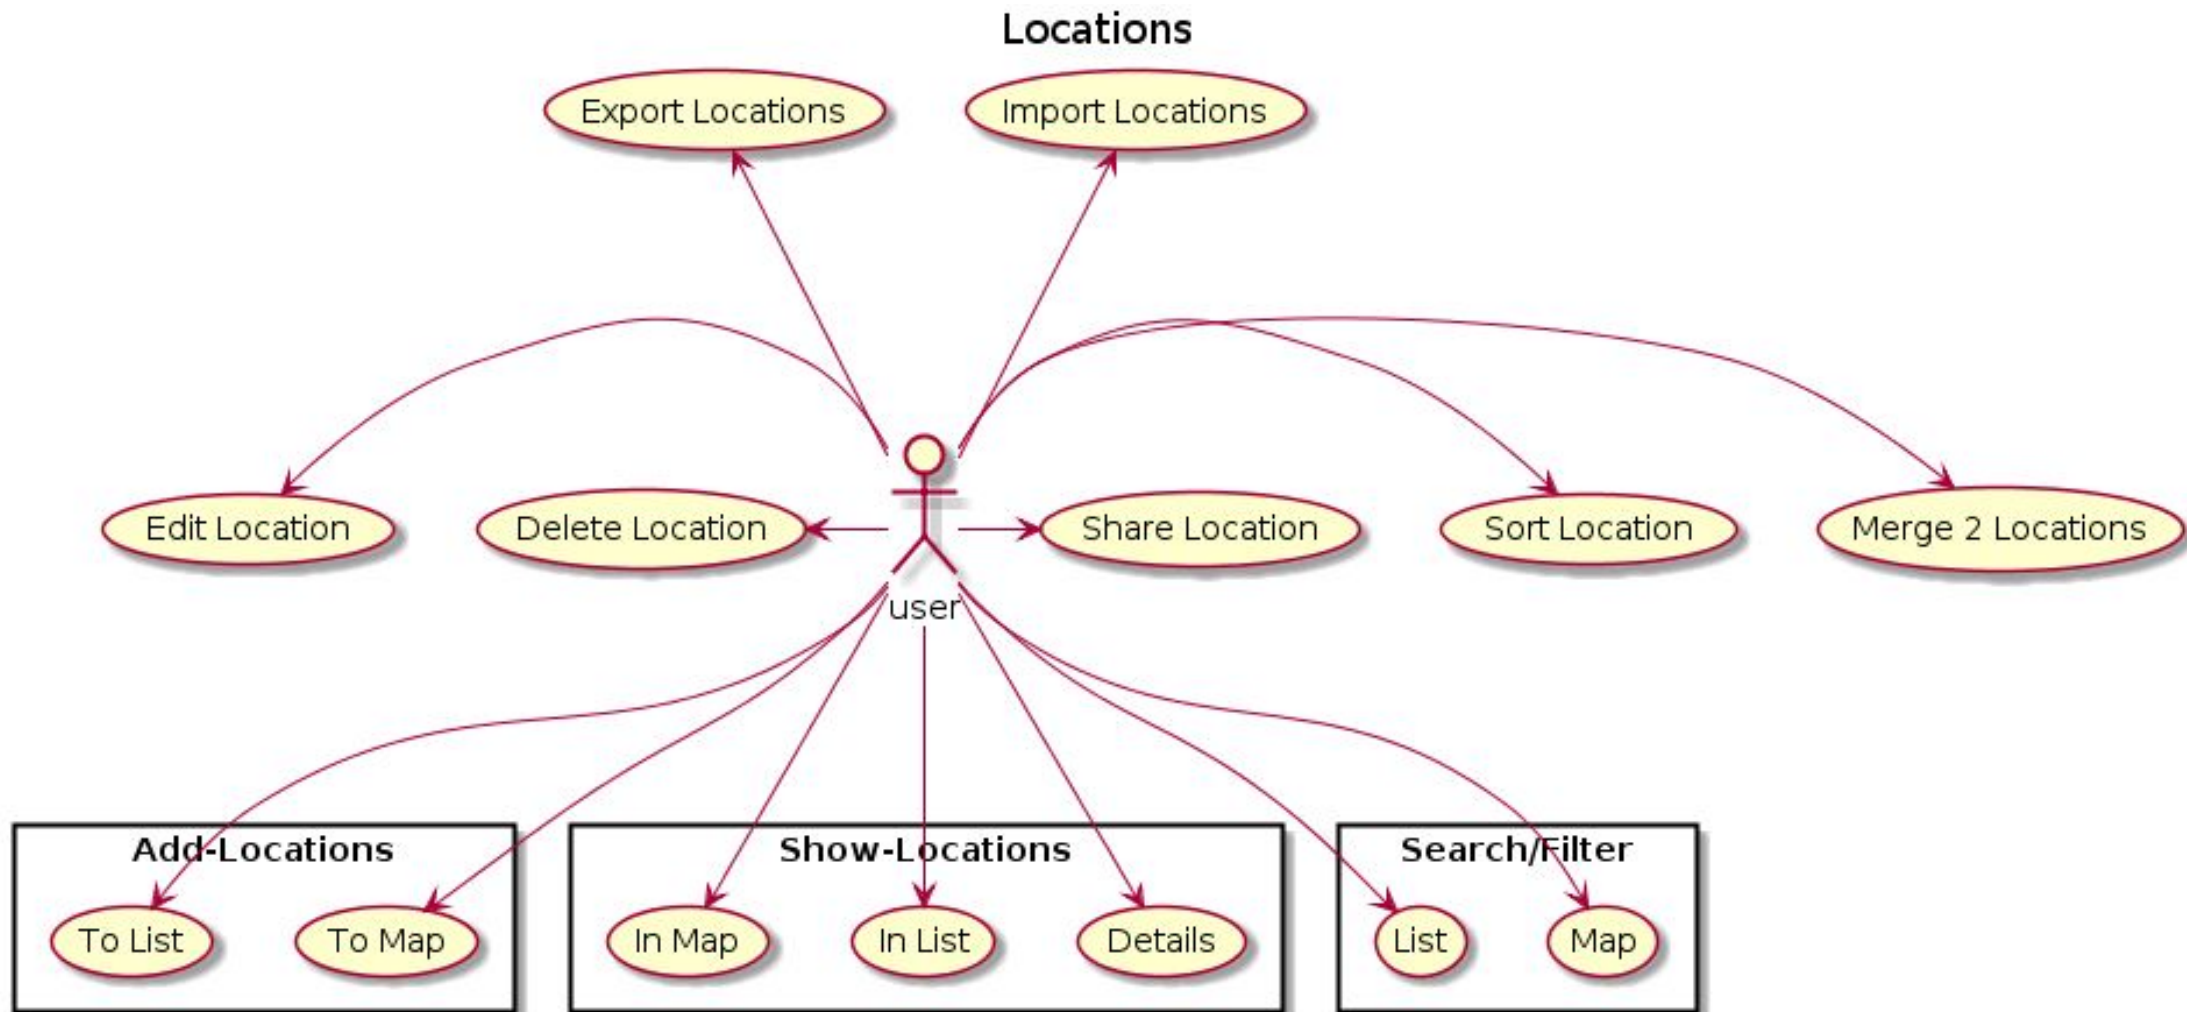 Locations
Export Locations
Import Locations
Edit Location
Delete Location
Share Location
Sort Location
Merge 2 Locations
user
Add-Locations
Show-Locations
Search/Filter
To List
To Map
In Map
In List
Details
List
Map